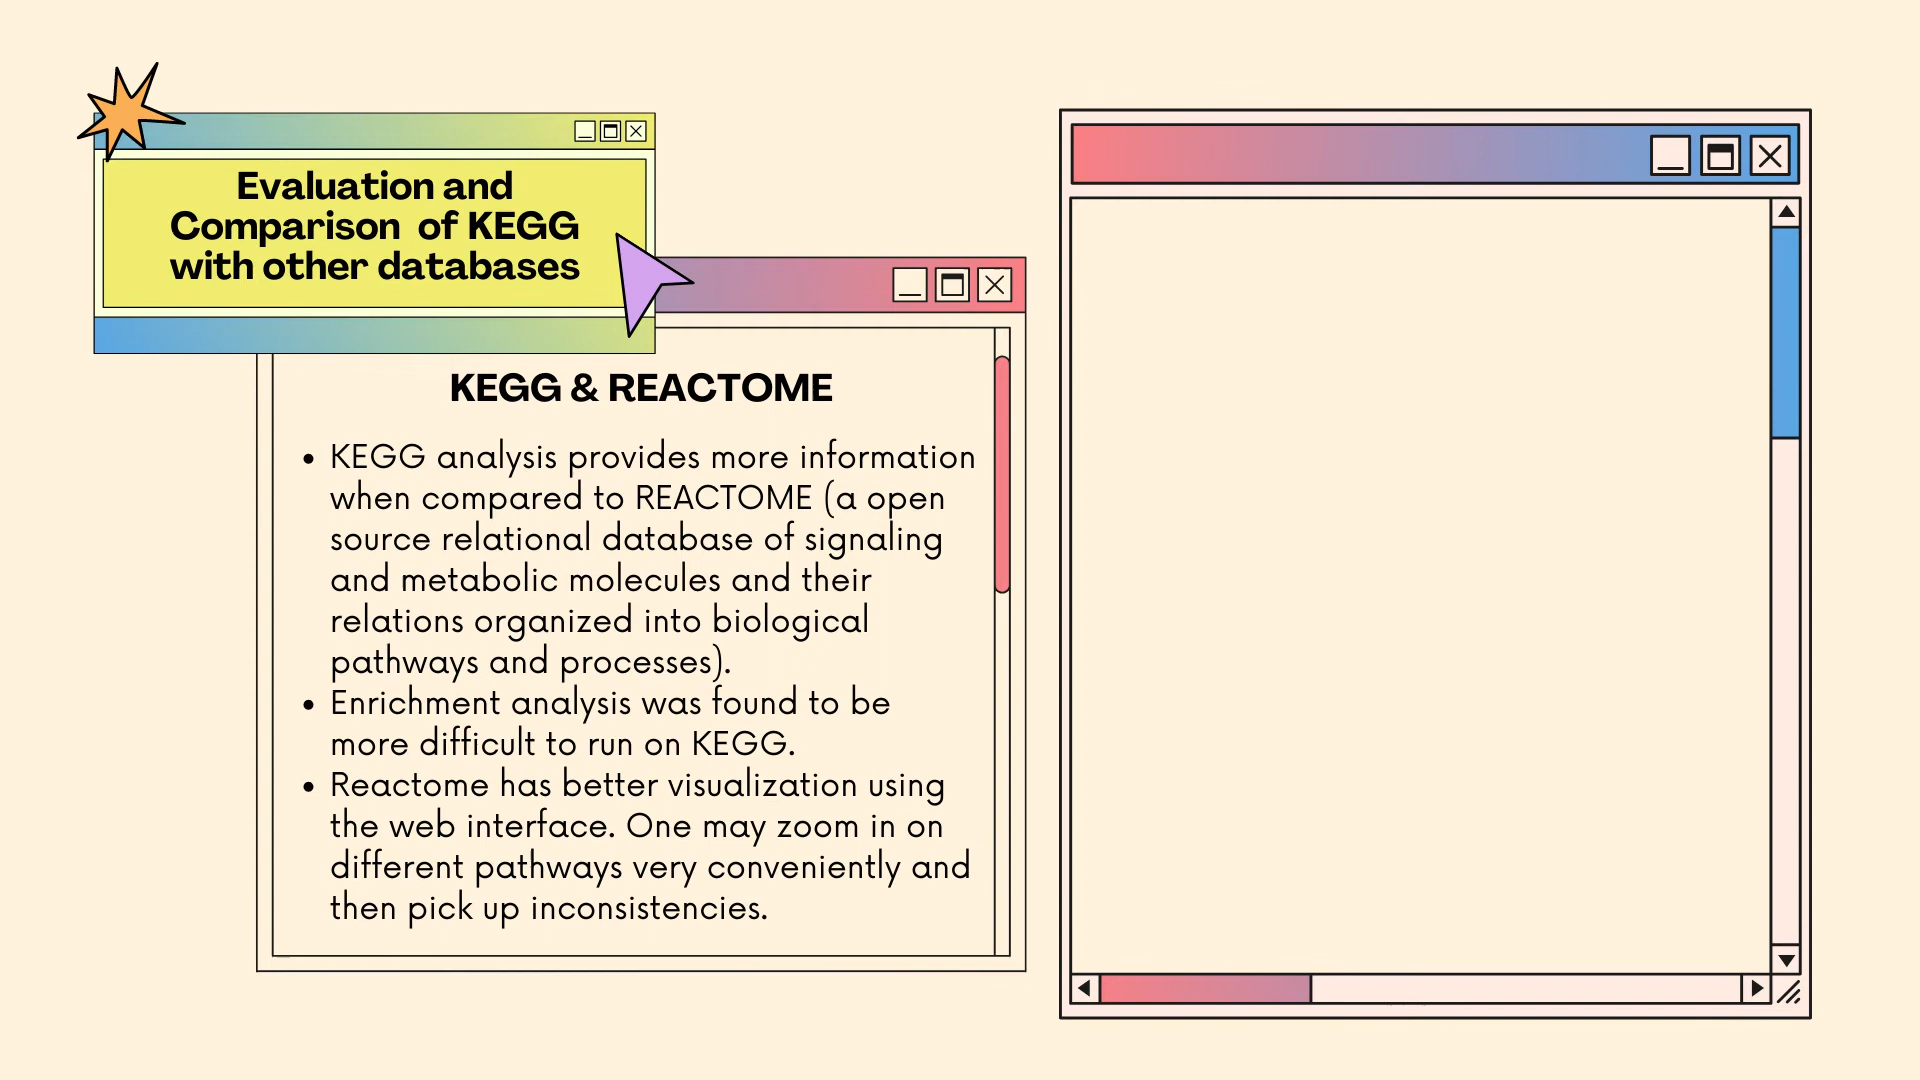 Evaluation and
Comparison of KEGG
with other databases
KEGG & REACTOME
• KEGG analysis provides more information
when compared to REACTOME (a open
source relational database of signaling
and metabolic molecules and their
relations organized into biological
pathways and processes).
• Enrichment analysis was found to be
more difficult to run on KEGG.
• Reactome has better visualization using
the web interface. One may zoom in on
different pathways very conveniently and
then pick up inconsistencies.